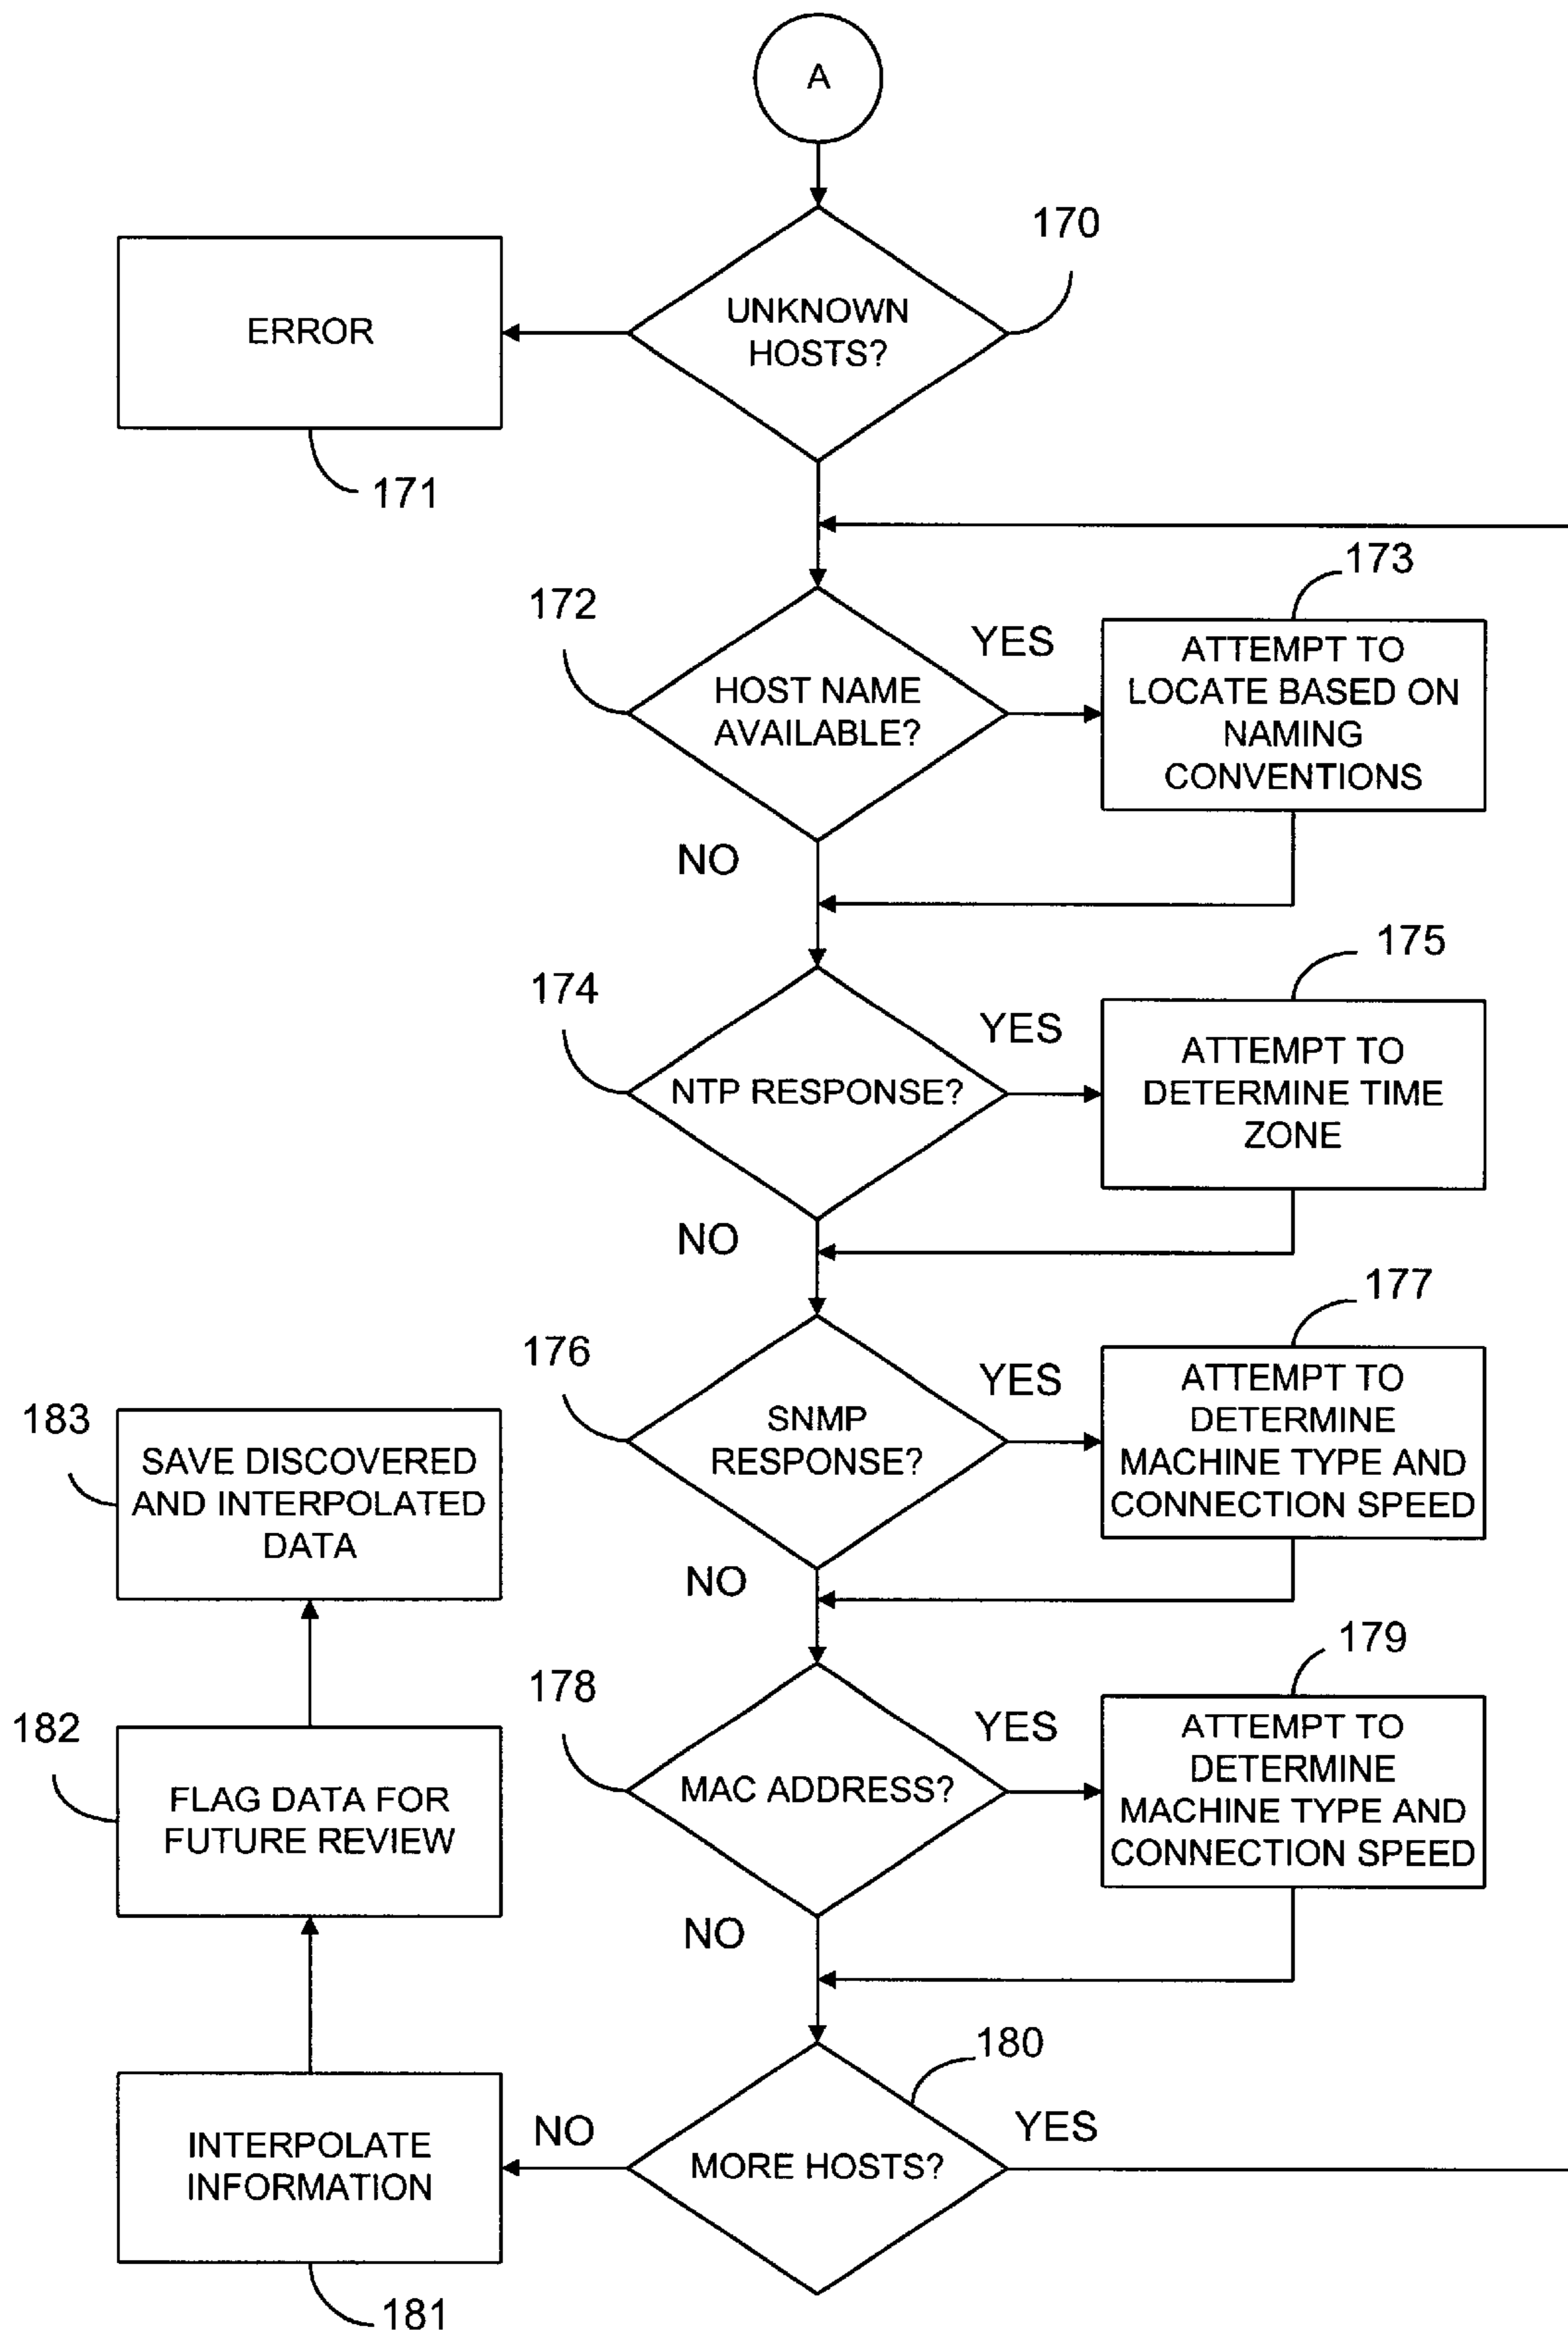 A
170
UNKNOWN
HOSTS?
ERROR
171
173
172
YES
HOST NAME
AVAILABLE?
ATTEMPT TO
LOCATE BASED ON
NAMING
CONVENTIONS
NO
175
174
YES
NTP RESPONSE?
ATTEMPT TO
DETERMINE TIME
ZONE
NO
177
176
YES
SNMP
RESPONSE?
ATTEMPT TO
DETERMINE
MACHINE TYPE AND
CONNECTION SPEED
183
SAVE DISCOVERED
AND INTERPOLATED
DATA
NO
179
178
YES
MAC ADDRESS?
ATTEMPT TO
DETERMINE
MACHINE TYPE AND
CONNECTION SPEED
182
FLAG DATA FOR
FUTURE REVIEW
NO
180
YES
MORE HOSTS?
NO
INTERPOLATE
INFORMATION
181